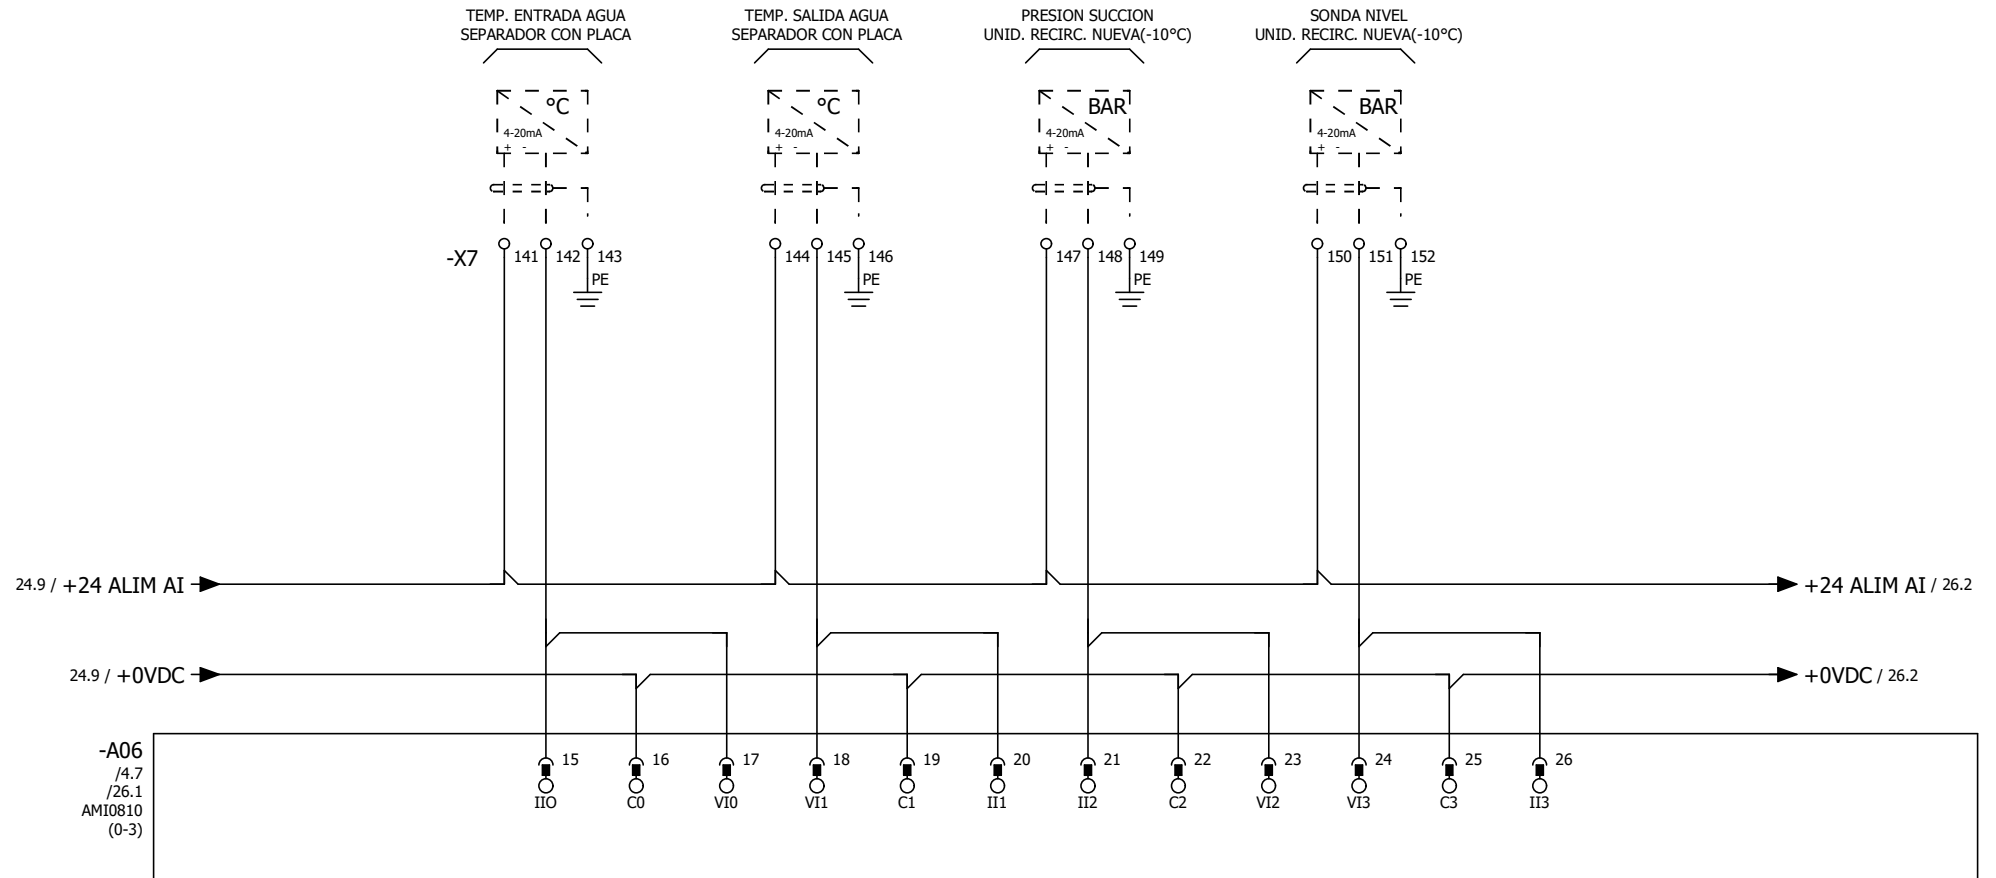 TEMP. ENTRADA AGUA
SEPARADOR CON PLACA
TEMP. SALIDA AGUA
SEPARADOR CON PLACA
PRESION SUCCION
UNID. RECIRC. NUEVA(-10°C)
SONDA NIVEL
UNID. RECIRC. NUEVA(-10°C)
°C
4-20mA
+ -
°C
4-20mA
+ -
BAR
4-20mA
+ -
BAR
4-20mA
+ -
-X7
141 142 143
PE
144 145 146
PE
147 148 149
PE
150 151 152
PE
24.9 / +24 ALIM AI
+24 ALIM AI / 26.2
24.9 / +0VDC
+0VDC / 26.2
-A06
/4.7
/26.1
AMI0810
(0-3)
15 16 17 18 19 20 21 22 23 24 25 26
IIO C0 VI0 VI1 C1 II1 II2 C2 VI2 VI3 C3 II3